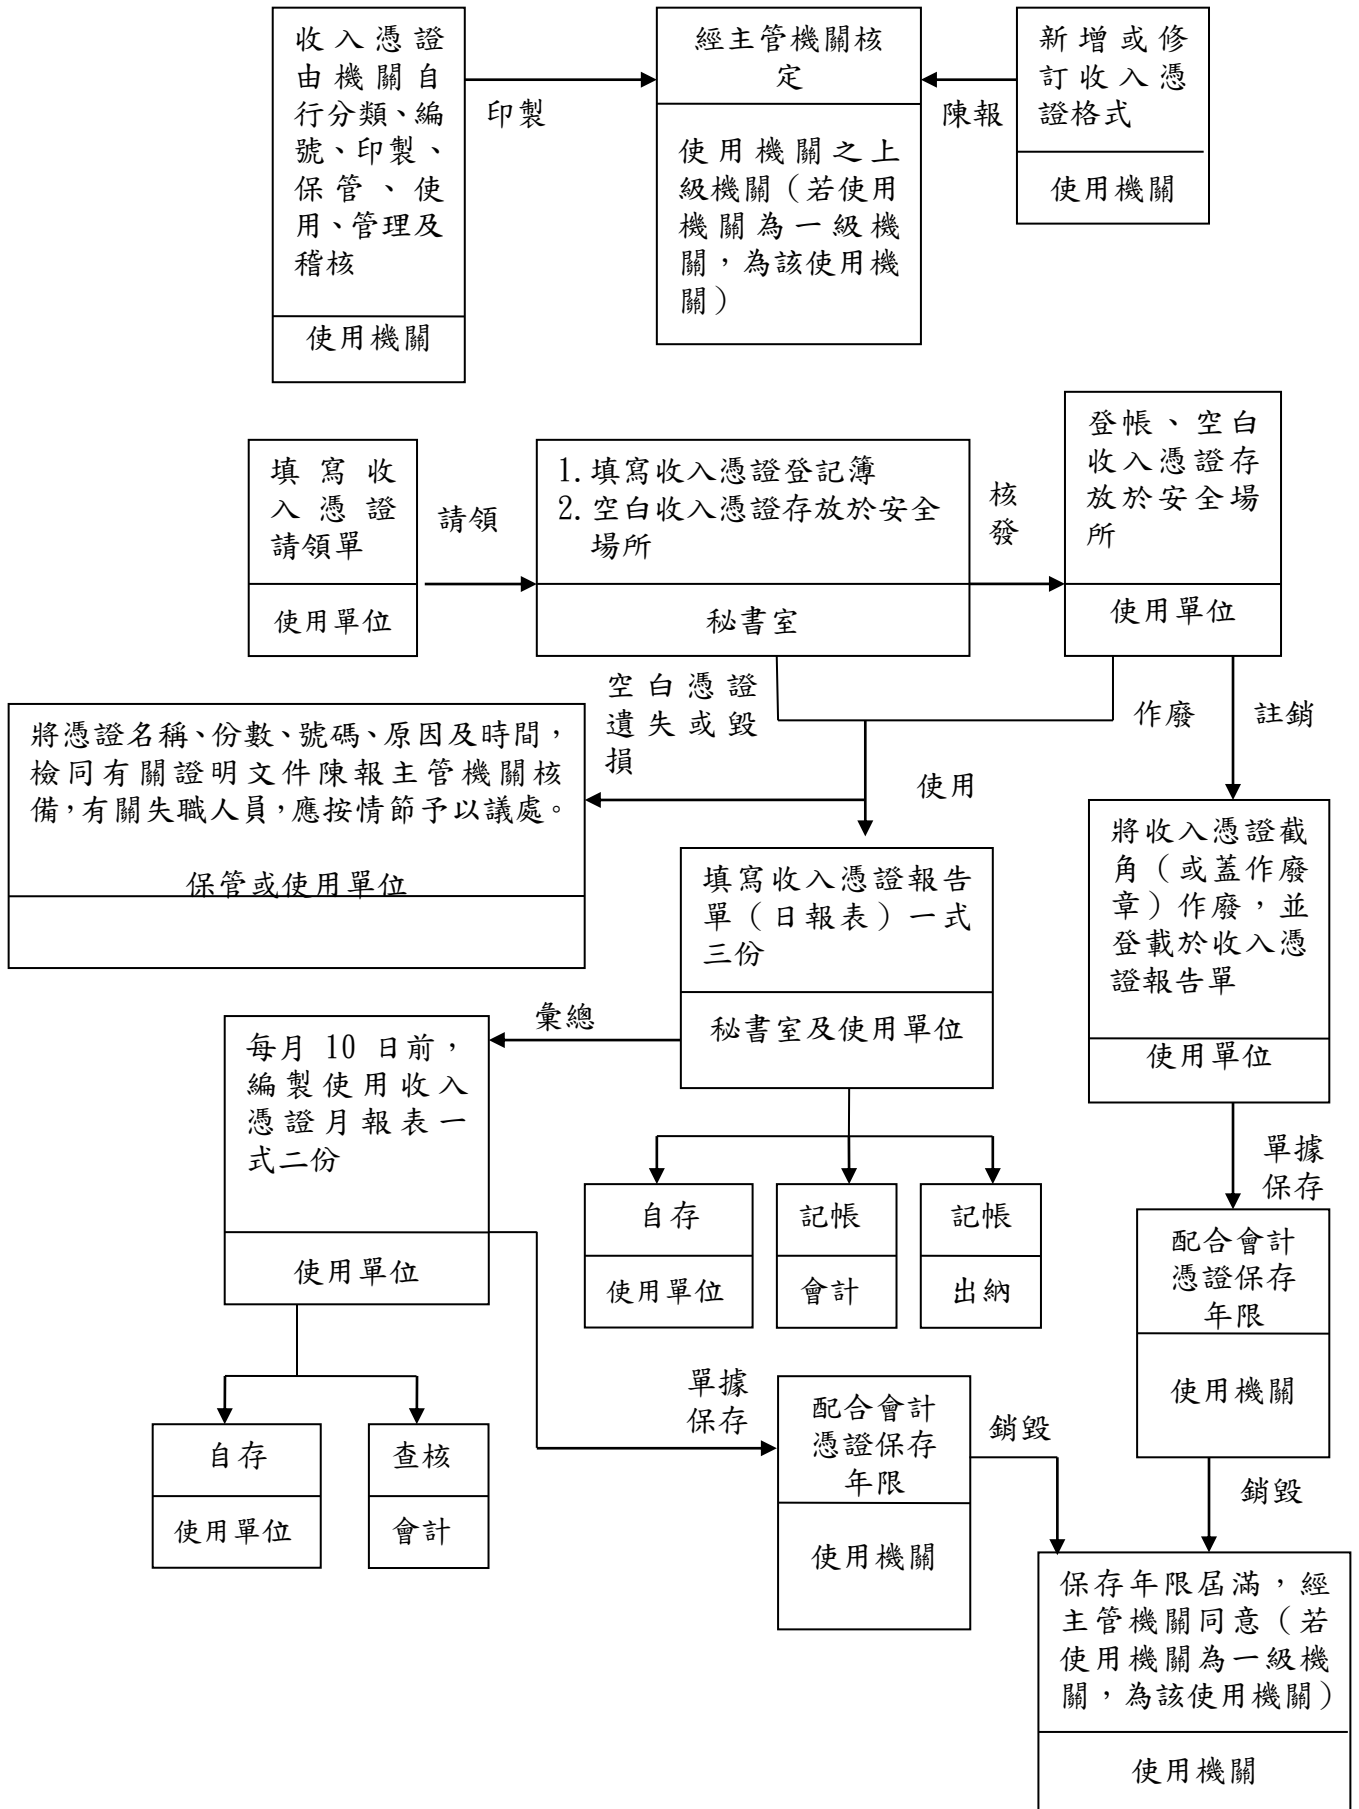 收入憑證
由機關自
行分類、編
號、印製、
保管、使
用、管理及
稽核
使用機關
印製
經主管機關核
定
使用機關之上
級機關（若使用
機關為一級機
關，為該使用機
關）
陳報
新增或修
訂收入憑
證格式
使用機關
填寫收
入憑證
請領單
使用單位
請領
1.填寫收入憑證登記簿
2.空白收入憑證存放於安全
場所
秘書室
核
發
登帳、空白
收入憑證存
放於安全場
所
使用單位
空白憑證
遺失或毀
損
作廢
註銷
將憑證名稱、份數、號碼、原因及時間，
檢同有關證明文件陳報主管機關核
備，有關失職人員，應按情節予以議處。
保管或使用單位
使用
填寫收入憑證報告
單（日報表）一式
三份
秘書室及使用單位
將收入憑證截
角（或蓋作廢
章）作廢，並
登載於收入憑
證報告單
使用單位
彙總
每月 10 日前，
編製使用收入
憑證月報表一
式二份
使用單位
自存
使用單位
記帳
會計
記帳
出納
單據
保存
配合會計
憑證保存
年限
使用機關
自存
使用單位
查核
會計
單據
保存
配合會計
憑證保存
年限
使用機關
銷毀
銷毀
保存年限屆滿，經
主管機關同意（若
使用機關為一級機
關，為該使用機關）
使用機關